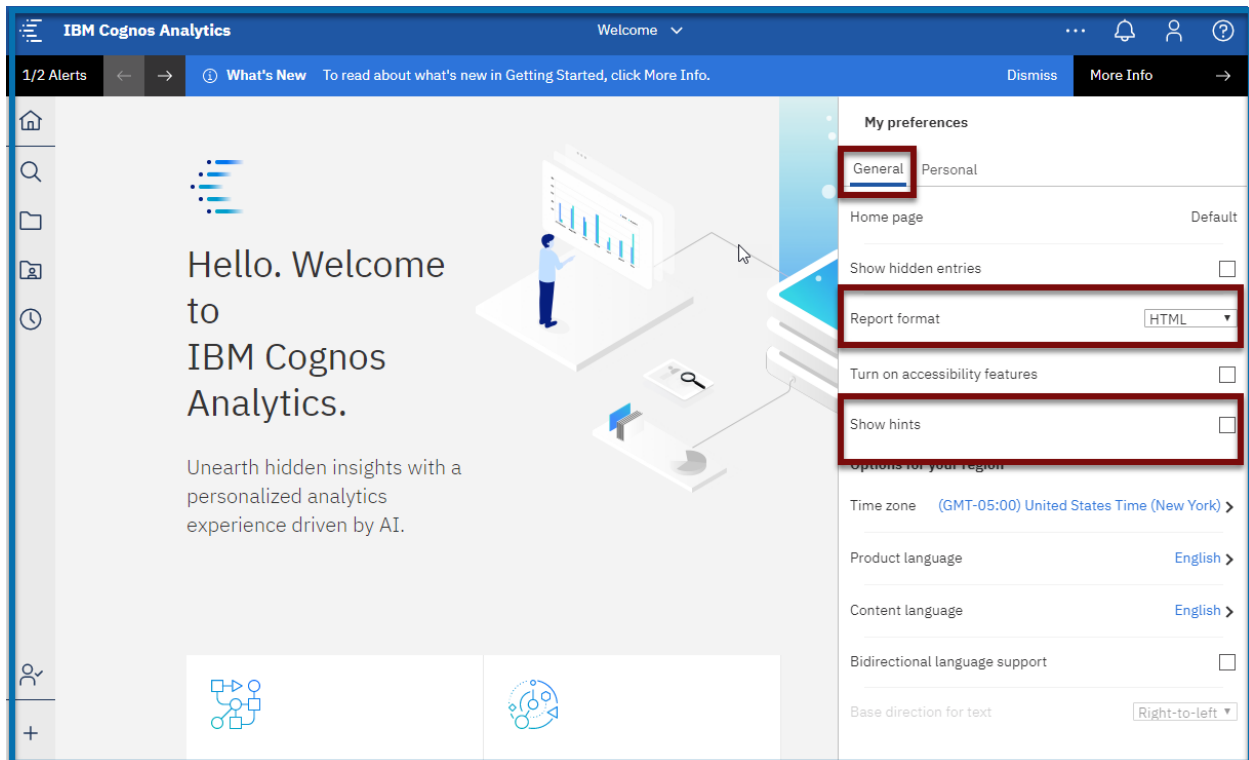 IBM Cognos Analytics
Welcome
1/2 Alerts
What's New To read about what's new in Getting Started, click More Info.
Dismiss
More Info
Hello. Welcome
to
IBM Cognos
Analytics.
Unearth hidden insights with a
personalized analytics
experience driven by AI.
My preferences
General Personal
Home page Default
Show hidden entries
Report format HTML
Turn on accessibility features
Show hints
Options for your region
Time zone (GMT-05:00) United States Time (New York)
Product language English
Content language English
Bidirectional language support
Base direction for text Right-to-left